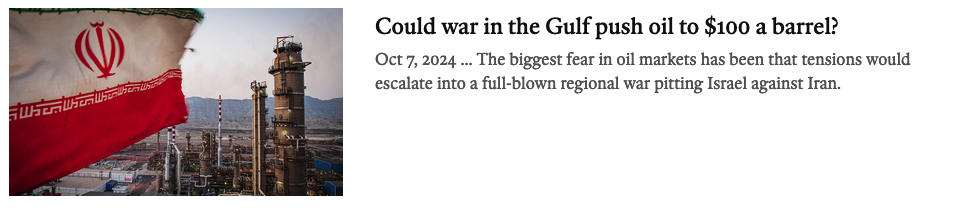 Could war in the Gulf push oil to $100 a barrel?
Oct 7, 2024 ... The biggest fear in oil markets has been that tensions would
escalate into a full-blown regional war pitting Israel against Iran.